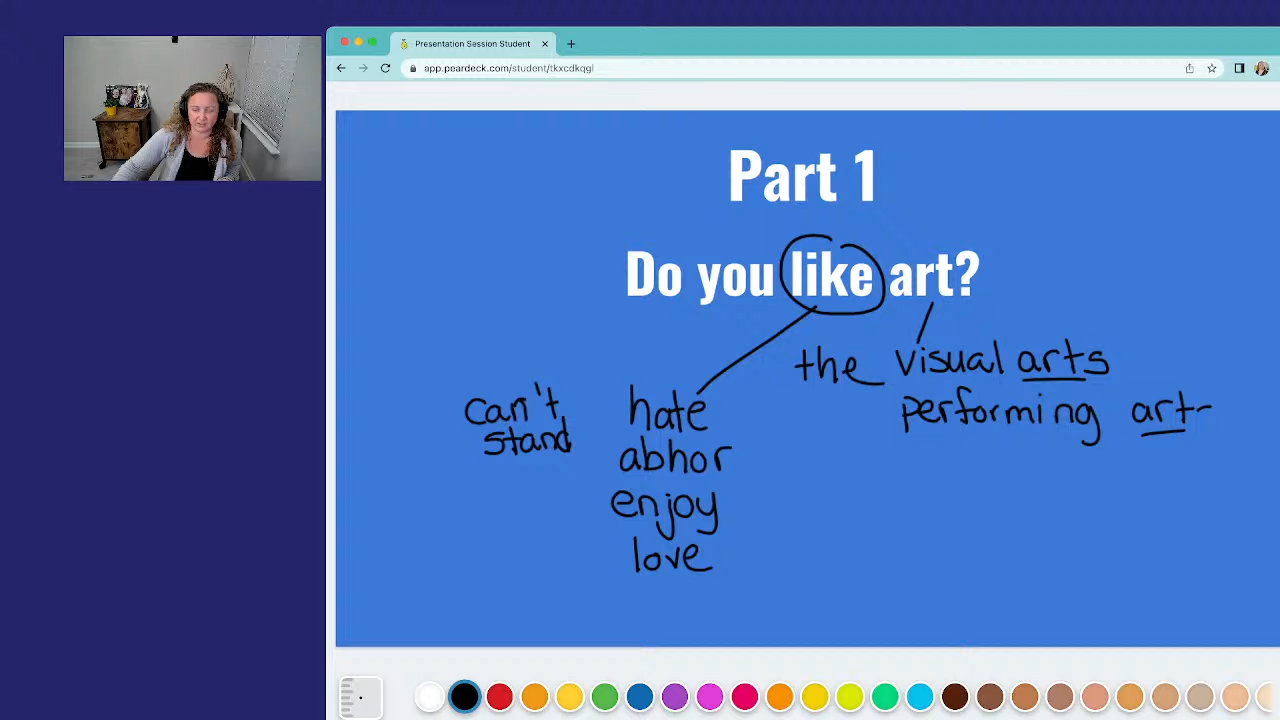 Presentation Session Student
app.peardeck.com/student/tkxcdkqgl
Part 1
Do you like art?
the visual arts
performing art
can't
stand
hate
abhor
enjoy
love